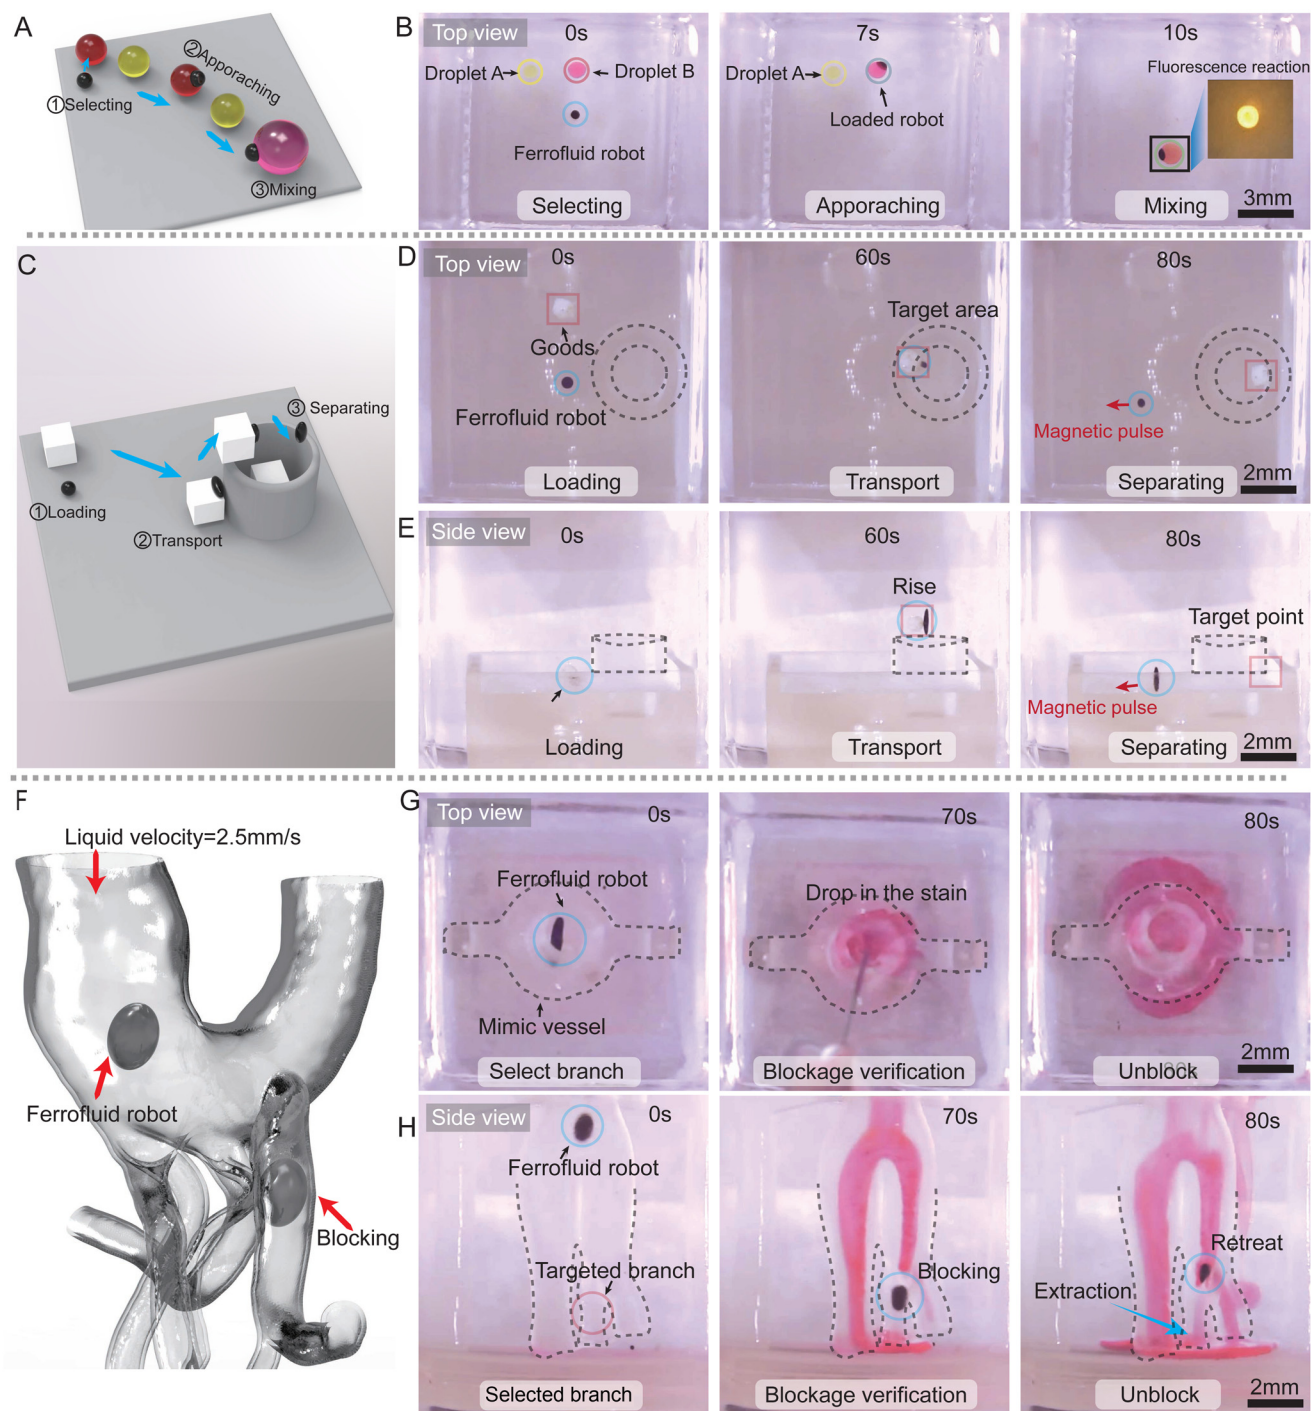 A
①Selecting
②Apporaching
③Mixing
B
Top view
0s
Droplet A
Droplet B
Ferrofluid robot
Selecting
7s
Droplet A
Loaded robot
Apporaching
10s
Fluorescence reaction
Mixing
3mm
C
①Loading
②Transport
③ Separating
D
Top view
0s
Goods
Ferrofluid robot
Loading
60s
Target area
Transport
80s
Magnetic pulse
Separating
2mm
E
Side view
0s
Loading
60s
Rise
Transport
80s
Target point
Magnetic pulse
Separating
2mm
F
Liquid velocity=2.5mm/s
Ferrofluid robot
Blocking
G
Top view
0s
Ferrofluid robot
Mimic vessel
Select branch
70s
Drop in the stain
Blockage verification
80s
Unblock
2mm
H
Side view
0s
Ferrofluid robot
Targeted branch
Selected branch
70s
Blocking
Blockage verification
80s
Retreat
Extraction
Unblock
2mm